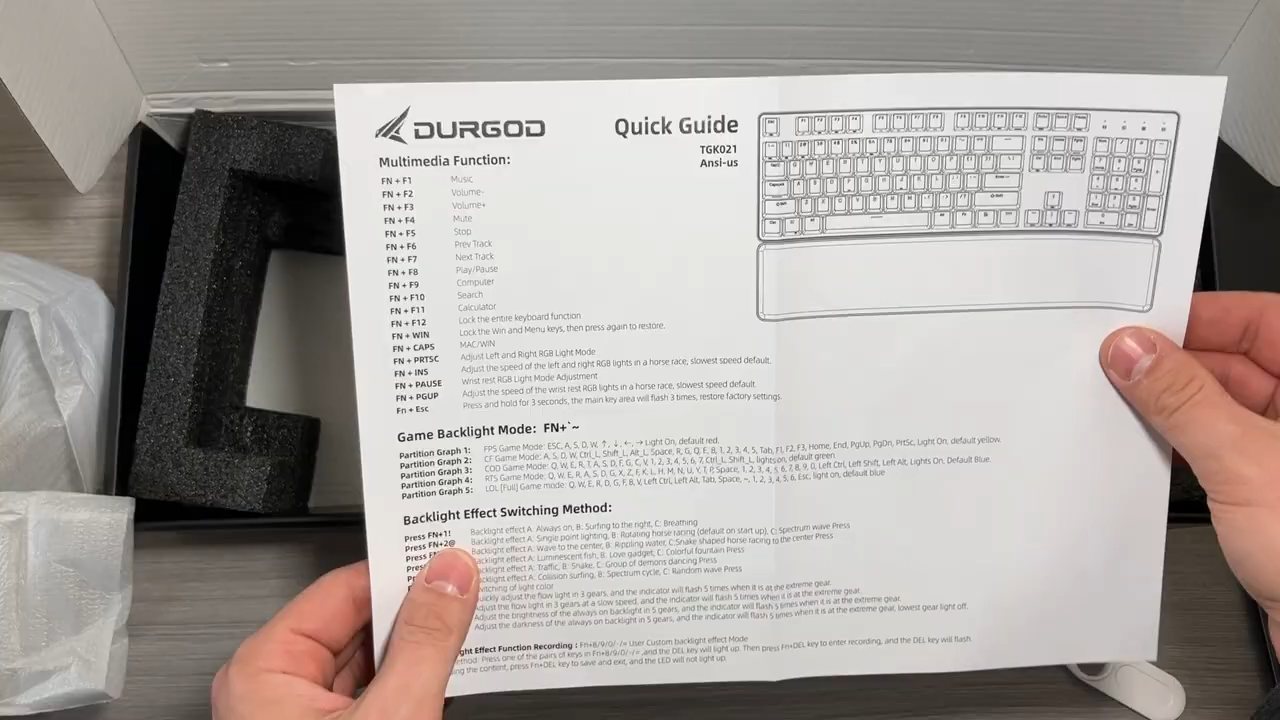 DURGOD
Quick Guide
TGK021
Ansi-us
Multimedia Function:
FN + F1 Music
FN + F2 Volume-
FN + F3 Volume+
FN + F4 Mute
FN + F5 Stop
FN + F6 Prev Track
FN + F7 Next Track
FN + F8 Play/Pause
FN + F9 Computer
FN + F10 Search
FN + F11 Calculator
FN + F12 Lock the entire keyboard function
FN + WIN Lock the Win and Menu keys, then press again to restore.
FN + CAPS MAC/WIN
FN + PRTSC Adjust Left and Right RGB Light Mode
FN + INS Adjust the speed of the left and right RGB lights in a horse race, slowest speed default.
FN + PAUSE Wrist rest RGB Light Mode Adjustment
FN + PGUP Adjust the speed of the wrist rest RGB lights in a horse race, slowest speed default.
Fn + Esc Press and hold for 3 seconds, the main key area will flash 3 times, restore factory settings.
Game Backlight Mode: FN+`~
Partition Graph 1: FPS Game Mode: ESC, A, S, D, W, ↑, ↓, ←, → Light On, default red.
Partition Graph 2: CF Game Mode: A, S, D, W, Ctrl_L, Shift_L, Alt_L, Space, R, G, Q, E, B, 1, 2, 3, 4, 5, Tab, F1, F2, F3, Home, End, PgUp, PgDn, PrtSc, Light On, default yellow.
Partition Graph 3: COD Game Mode: Q, W, E, R, T, A, S, D, F, G, C, V, 1, 2, 3, 4, 5, 6, 7, Ctrl_L, Shift_L, lights on, default green.
Partition Graph 4: RTS Game Mode: Q, W, E, R, A, S, D, G, X, Z, F, K, L, H, M, N, U, Y, T, P, Space, 1, 2, 3, 4, 5, 6, 7, 8, 9, 0, Left Ctrl, Left Shift, Left Alt, Lights On, Default Blue.
Partition Graph 5: LOL [Full] Game mode: Q, W, E, R, D, G, F, B, V, Left Ctrl, Left Alt, Tab, Space, ~, 1, 2, 3, 4, 5, 6, Esc, light on, default blue
Backlight Effect Switching Method:
Press FN+1! Backlight effect A: Always on, B: Surfing to the right, C: Breathing
Press FN+2@ Backlight effect A: Single point lighting, B: Rotating horse racing (default on start up), C: Spectrum wave Press
Press Backlight effect A: Wave to the center, B: Rippling water, C:Snake shaped horse racing to the center Press
Backlight effect A: Luminescent fish, B: Love gadget, C: Colorful fountain Press
Backlight effect A: Traffic, B: Snake, C: Group of demons dancing Press
Backlight effect A: Collision surfing, B: Spectrum cycle, C: Random wave Press
of light color
adjust the flow light in 3 gears, and the indicator will flash 5 times when it is at the extreme gear.
Adjust the flow light in 3 gears at a slow speed, and the indicator will flash 5 times when it is at the extreme gear.
Adjust the brightness of the always on backlight in 5 gears, and the indicator will flash 5 times when it is at the extreme gear.
Adjust the darkness of the always on backlight in 5 gears, and the indicator will flash 5 times when it is at the extreme gear, lowest gear light off.
Effect Function Recording : Fn+8/9/0/-/= User Custom backlight effect Mode
Press one of the pairs of keys in Fn+8/9/0/-/= ,and the DEL key will light up. Then press Fn+DEL key to enter recording, and the DEL key will flash.
the content, press Fn+DEL key to save and exit, and the LED will not light up.